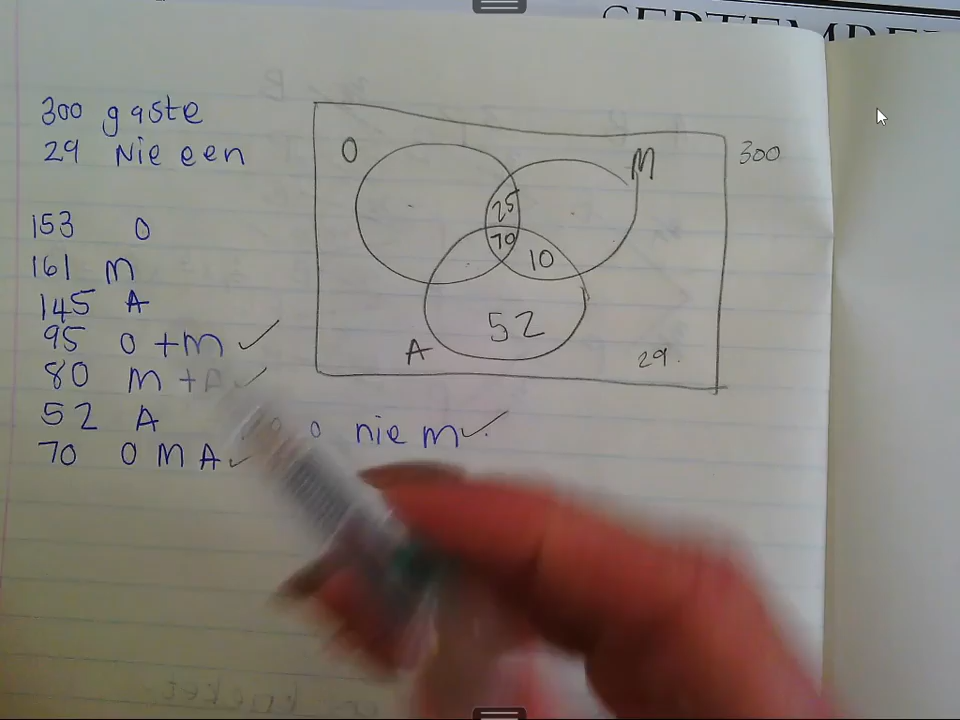 SEPTEMBER
300 gaste
29 Nie een
153 O
161 m
145 A
95 O + m ✓
80 m + A ✓
52 A O nie m ✓
70 O M A ✓
O
M
300
25
70
10
52
A
29.